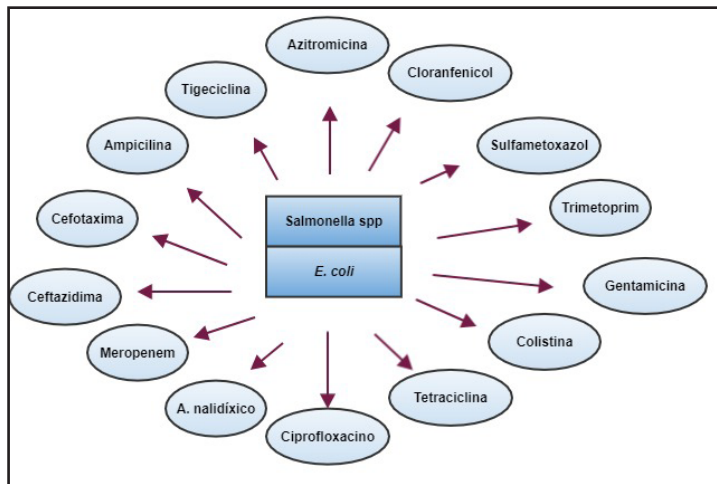 Azitromicina
Cloranfenicol
Tigeciclina
Ampicilina
Sulfametoxazol
Cefotaxima
Salmonella spp
Trimetoprim
E. coli
Ceftazidima
Gentamicina
Meropenem
Colistina
A. nalidíxico
Tetraciclina
Ciprofloxacino